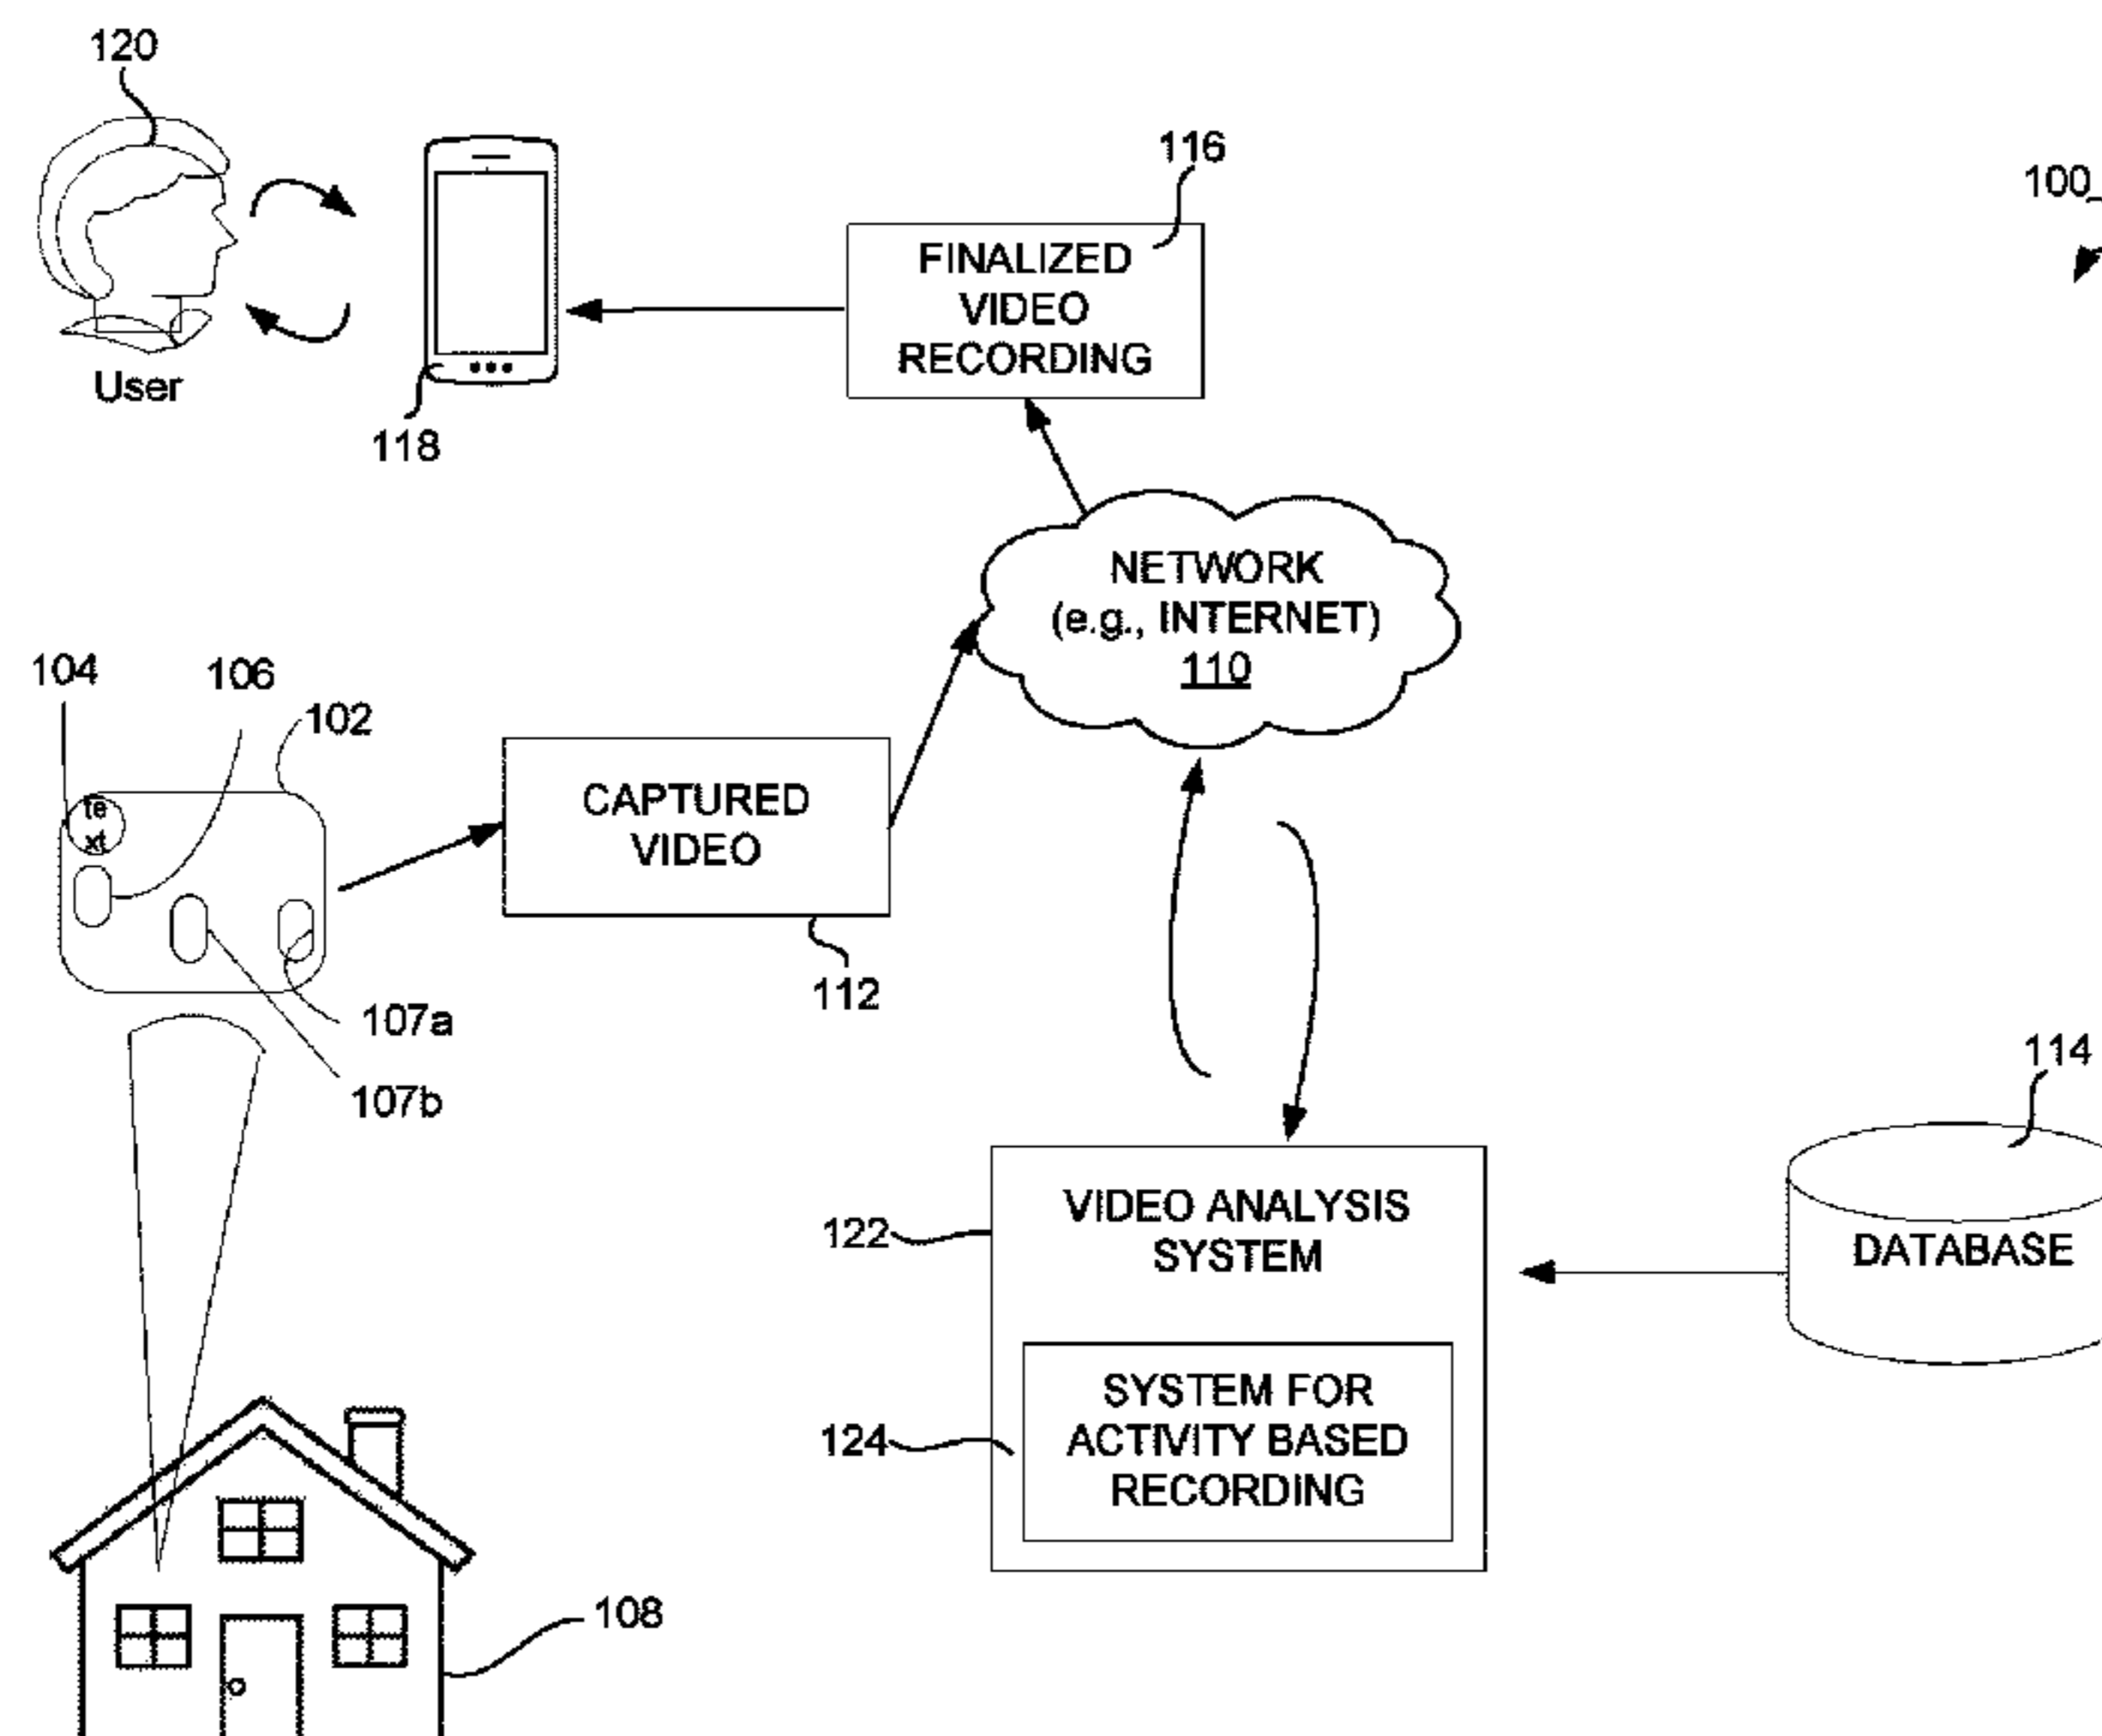 120
116
100
FINALIZED
VIDEO
RECORDING
User
118
NETWORK
(e.g., INTERNET)
110
104
106
102
te
xt
CAPTURED
VIDEO
112
107a
107b
114
122
VIDEO ANALYSIS
SYSTEM
DATABASE
124
SYSTEM FOR
ACTIVITY BASED
RECORDING
108